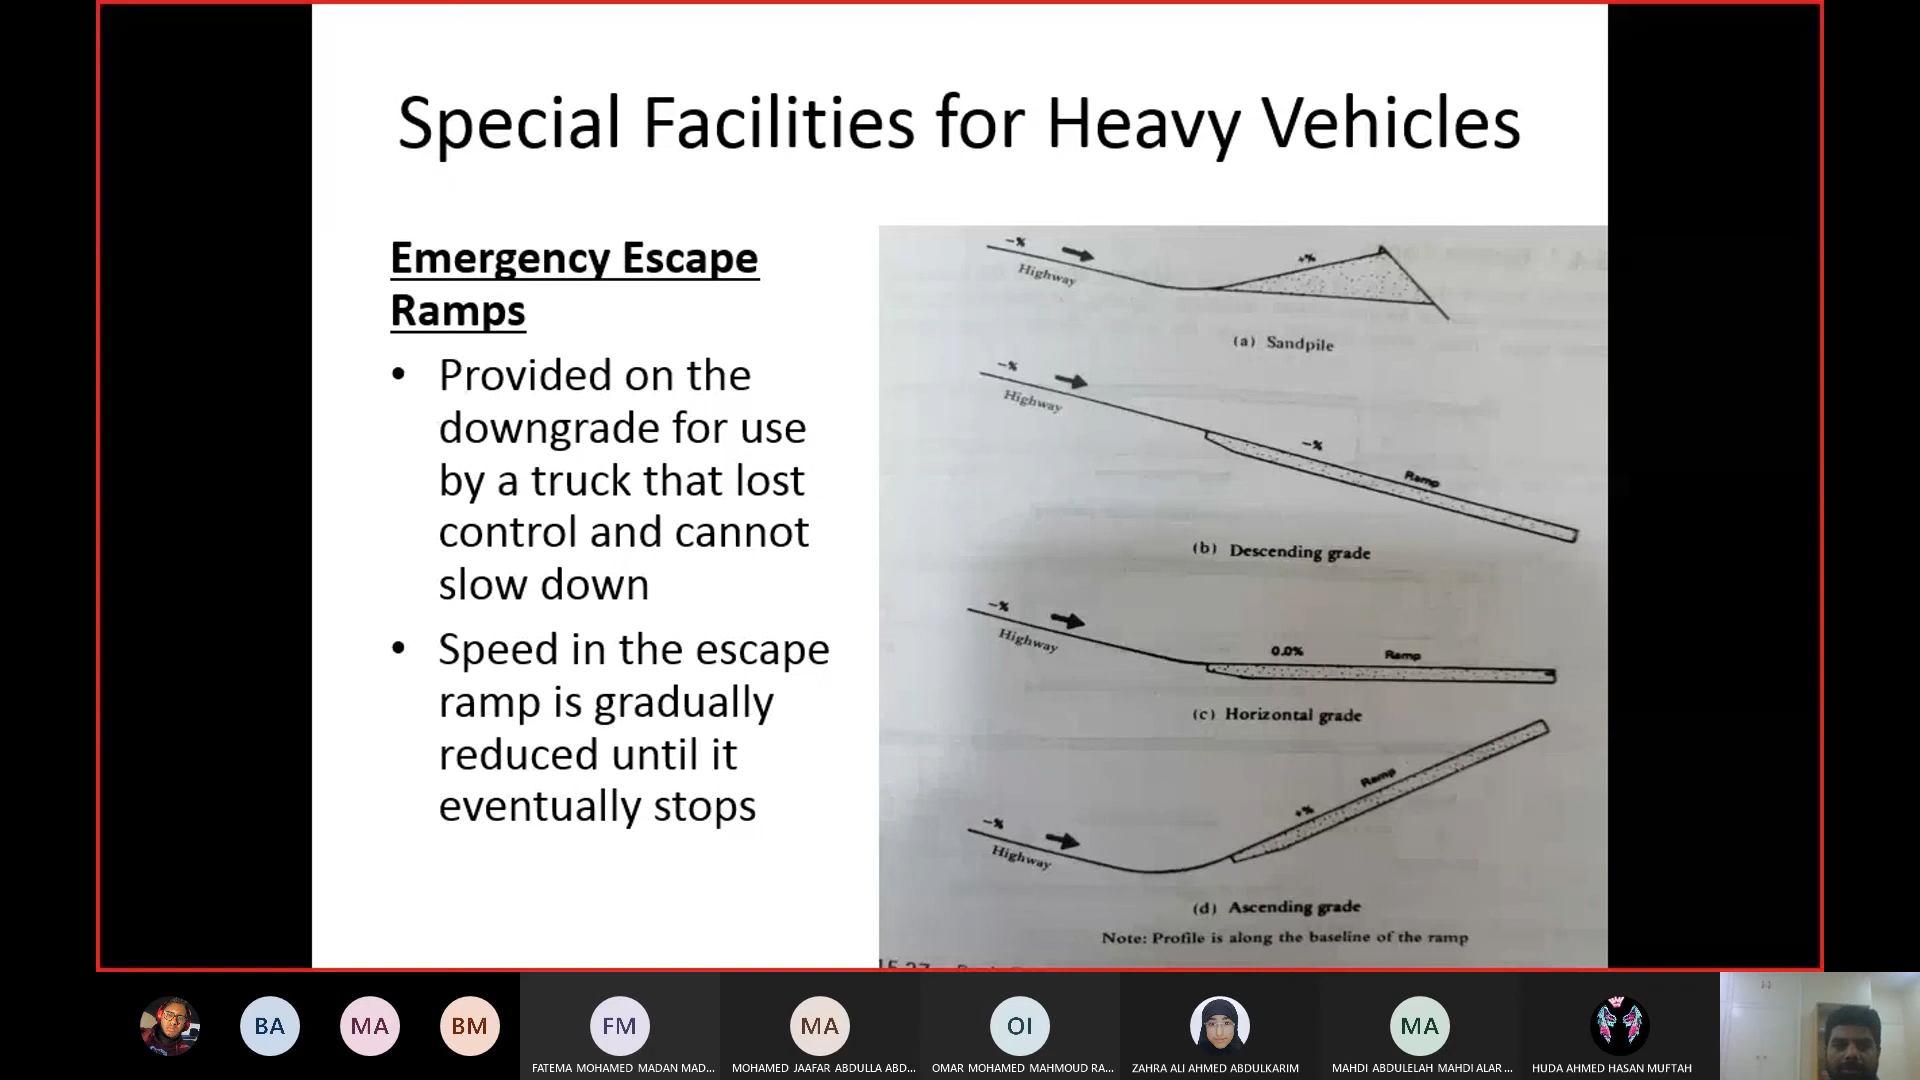 Special Facilities for Heavy Vehicles
Emergency Escape
Ramps
• Provided on the
downgrade for use
by a truck that lost
control and cannot
slow down
• Speed in the escape
ramp is gradually
reduced until it
eventually stops
–%
Highway
+%
(a) Sandpile
–%
Highway
–%
Ramp
(b) Descending grade
–%
Highway
0.0%
Ramp
(c) Horizontal grade
–%
Highway
+%
Ramp
(d) Ascending grade
Note: Profile is along the baseline of the ramp
BA
MA
BM
FM
MA
OI
MA
FATEMA MOHAMED MADAN MAD...
MOHAMED JAAFAR ABDULLA ABD...
OMAR MOHAMED MAHMOUD RA...
ZAHRA ALI AHMED ABDULKARIM
MAHDI ABDULELAH MAHDI ALAR...
HUDA AHMED HASAN MUFTAH